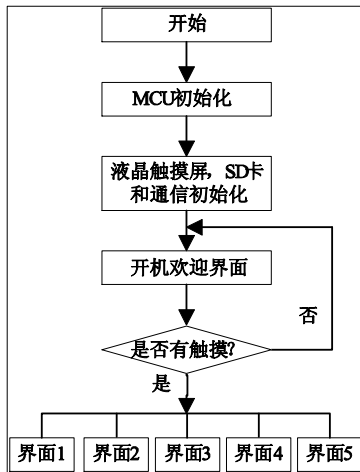 开始
MCU初始化
液晶触摸屏，SD卡
和通信初始化
开机欢迎界面
否
是否有触摸?
是
界面1 界面2 界面3 界面4 界面5